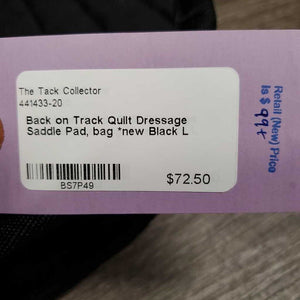 The Tack Collector
441433-20
Back on Track Quilt Dressage
Saddle Pad, bag *new Black L
BS7P49
$72.50
Retail (New) Price
Is $ 99+